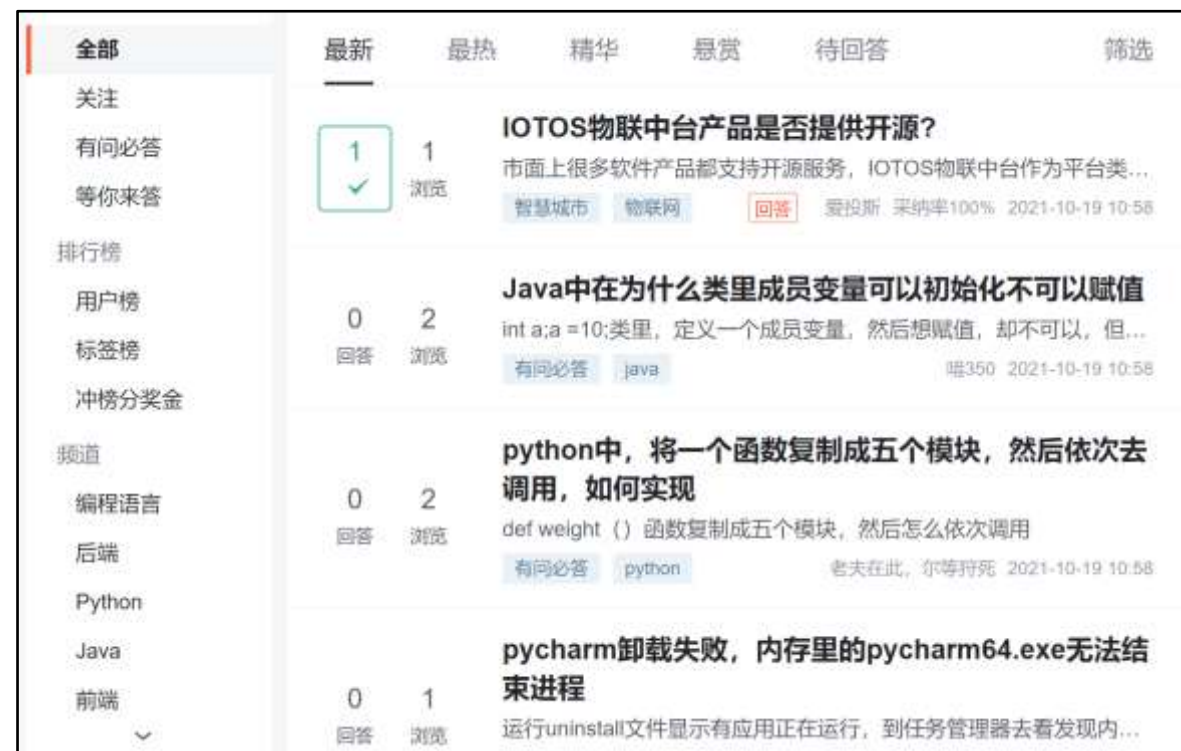 全部
关注
有问必答
等你来答
排行榜
用户榜
标签榜
冲榜分奖金
频道
编程语言
后端
Python
Java
前端
最新 最热 精华 悬赏 待回答 筛选
IOTOS物联中台产品是否提供开源?
1 1
浏览
市面上很多软件产品都支持开源服务，IOTOS物联中台作为平台类...
智慧城市 物联网 回答 爱投斯 采纳率100% 2021-10-19 10:58
Java中在为什么类里成员变量可以初始化不可以赋值
0 2
回答 浏览
int a;a =10;类里，定义一个成员变量，然后想赋值，却不可以，但...
有问必答 java 喵350 2021-10-19 10:58
python中，将一个函数复制成五个模块，然后依次去
调用，如何实现
0 2
回答 浏览
def weight（）函数复制成五个模块，然后怎么依次调用
有问必答 python 老夫在此，尔等狩死 2021-10-19 10:58
pycharm卸载失败，内存里的pycharm64.exe无法结
束进程
0 1
回答 浏览
运行uninstall文件显示有应用正在运行，到任务管理器去看发现内...